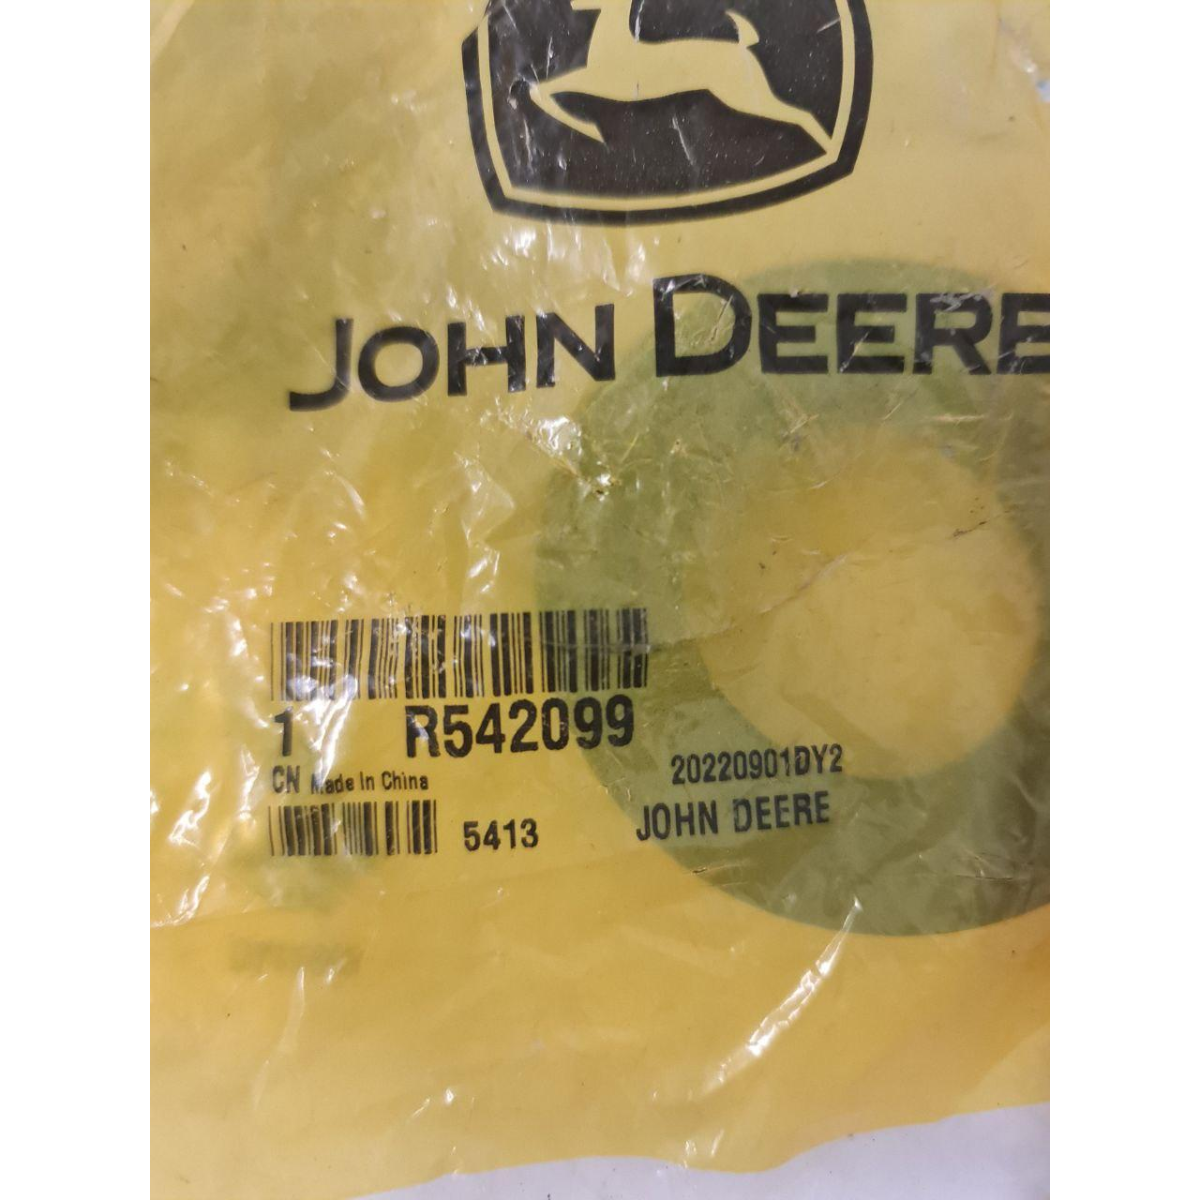 JOHN DEERE
1 R542099
CN Made In China
20220901DY2
5413 JOHN DEERE